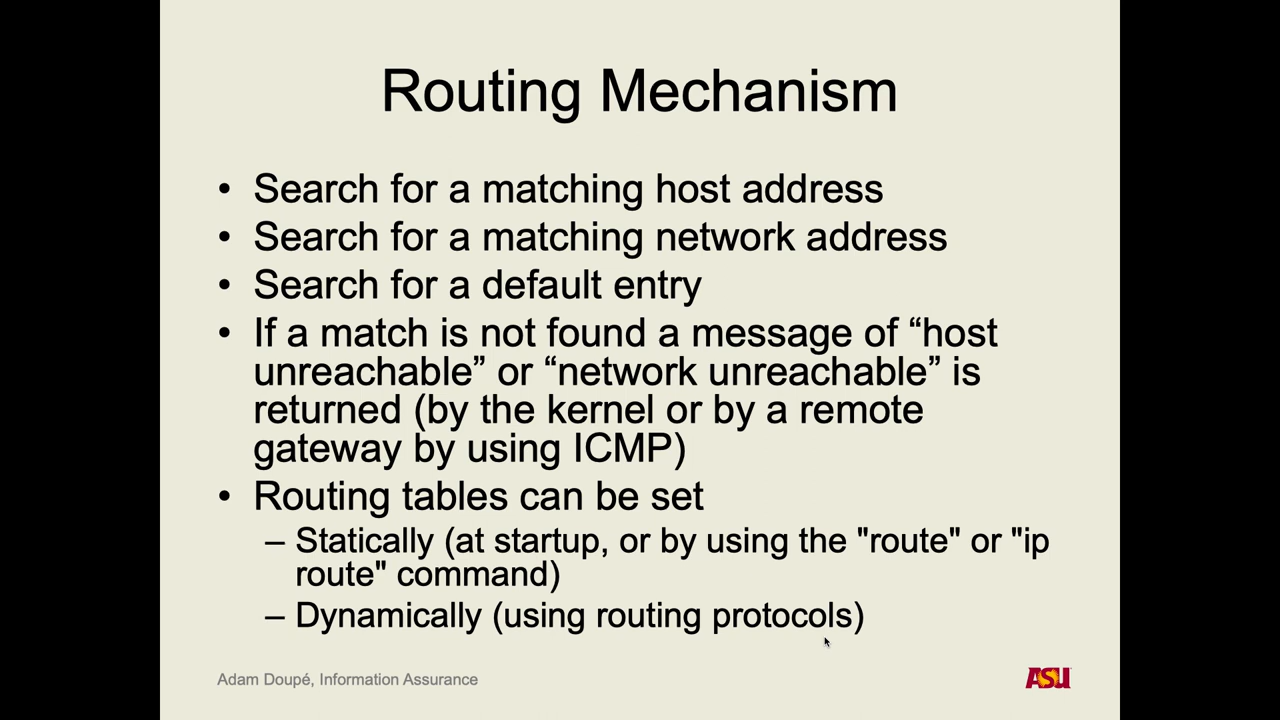 Routing Mechanism
• Search for a matching host address
• Search for a matching network address
• Search for a default entry
• If a match is not found a message of “host
unreachable” or “network unreachable” is
returned (by the kernel or by a remote
gateway by using ICMP)
• Routing tables can be set
– Statically (at startup, or by using the "route" or "ip
route" command)
– Dynamically (using routing protocols)
Adam Doupé, Information Assurance
ASU